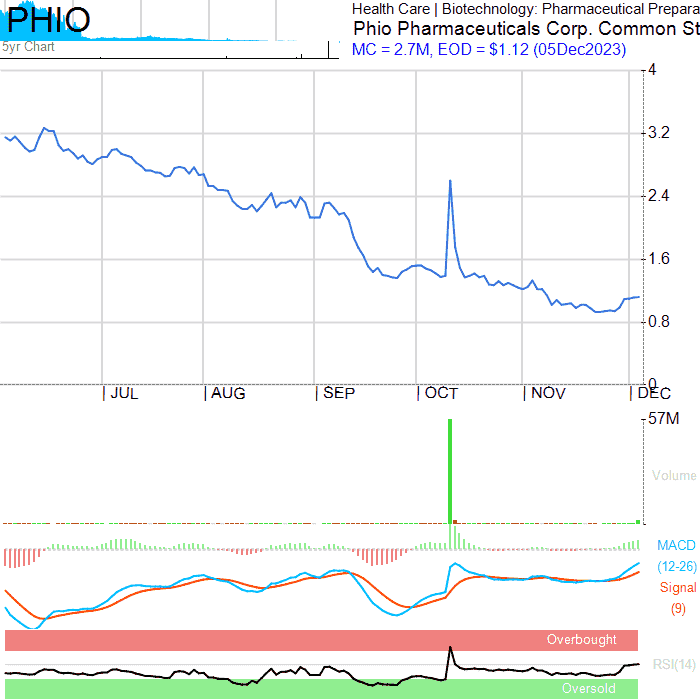 PHIO
Health Care | Biotechnology: Pharmaceutical Prepara
Phio Pharmaceuticals Corp. Common St
5yr Chart
MC = 2.7M, EOD = $1.12 (05Dec2023)
4
3.2
2.4
1.6
0.8
0
| JUL | AUG | SEP | OCT | NOV | DEC
57M
Volume
MACD
(12-26)
Signal
(9)
Overbought
RSI(14)
Oversold